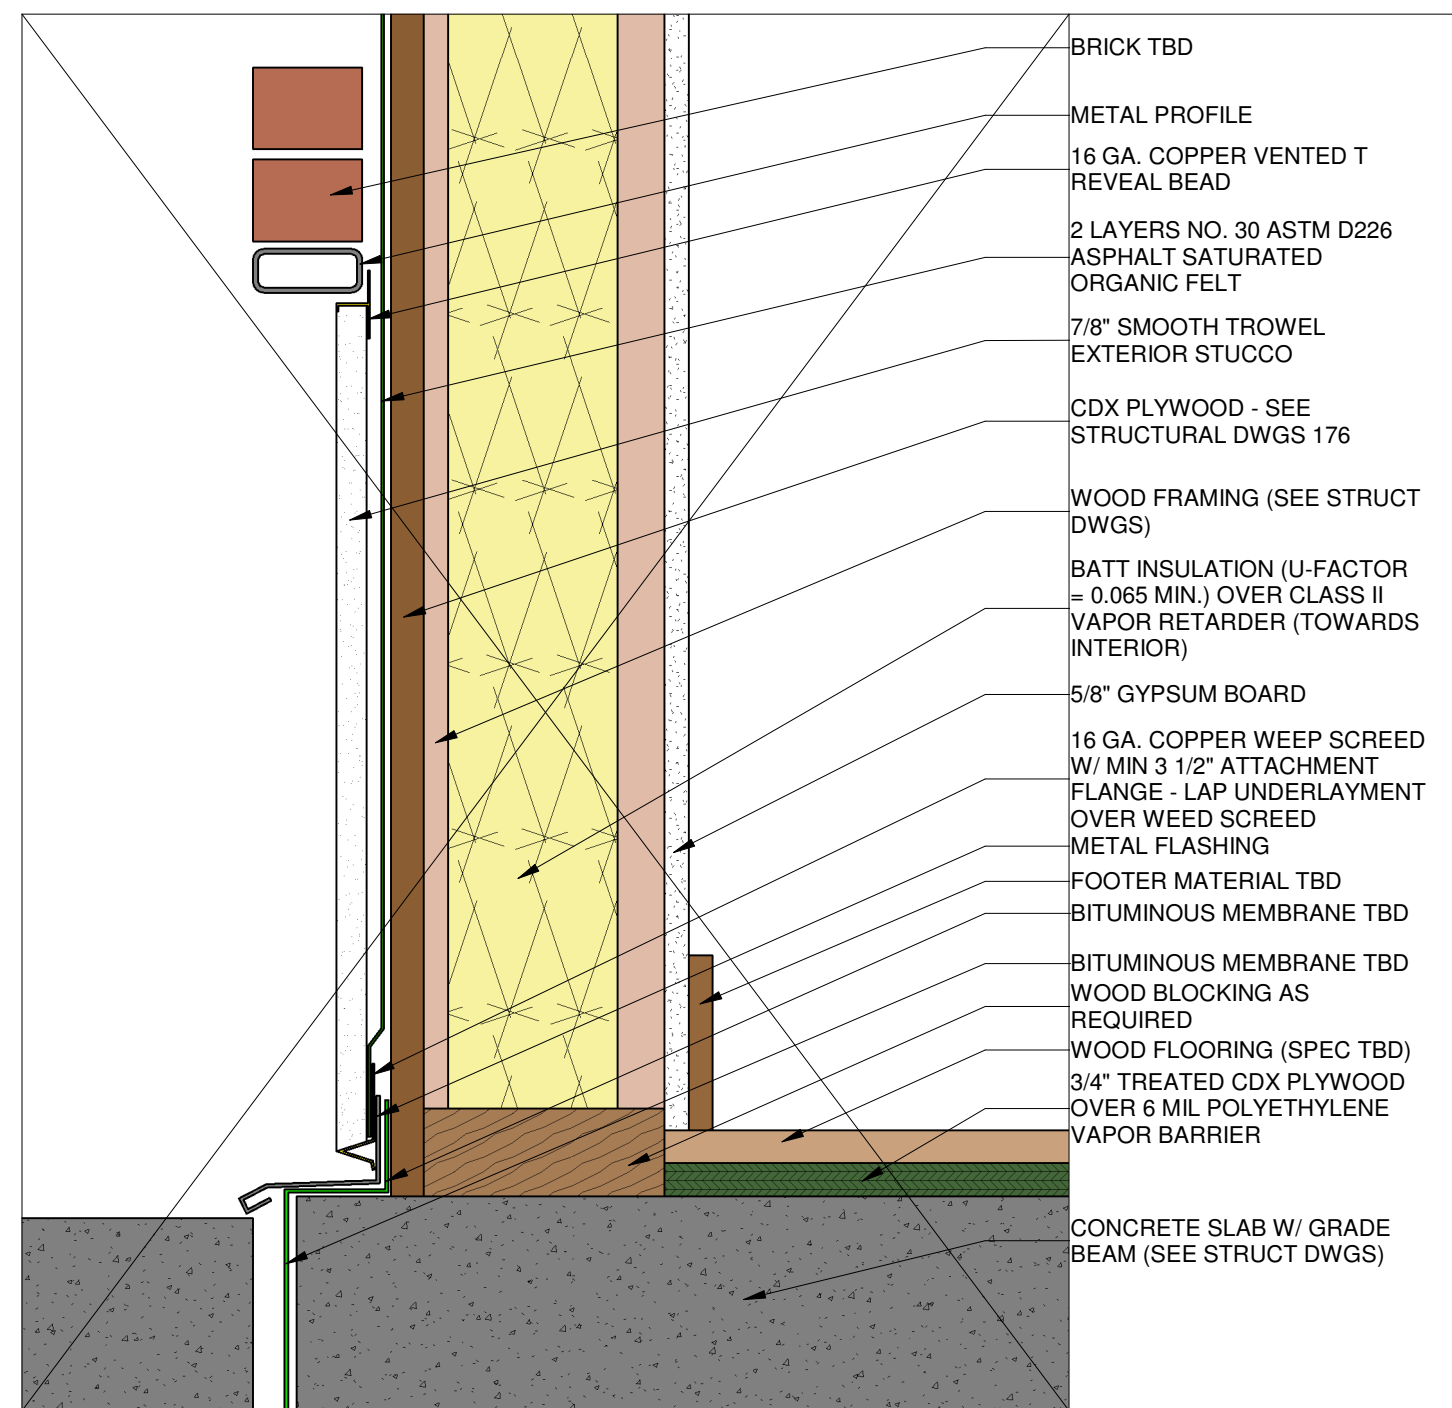 BRICK TBD
METAL PROFILE
16 GA. COPPER VENTED T
REVEAL BEAD
2 LAYERS NO. 30 ASTM D226
ASPHALT SATURATED
ORGANIC FELT
7/8" SMOOTH TROWEL
EXTERIOR STUCCO
CDX PLYWOOD - SEE
STRUCTURAL DWGS 176
WOOD FRAMING (SEE STRUCT
DWGS)
BATT INSULATION (U-FACTOR
= 0.065 MIN.) OVER CLASS II
VAPOR RETARDER (TOWARDS
INTERIOR)
5/8" GYPSUM BOARD
16 GA. COPPER WEEP SCREED
W/ MIN 3 1/2" ATTACHMENT
FLANGE - LAP UNDERLAYMENT
OVER WEED SCREED
METAL FLASHING
FOOTER MATERIAL TBD
BITUMINOUS MEMBRANE TBD
BITUMINOUS MEMBRANE TBD
WOOD BLOCKING AS
REQUIRED
WOOD FLOORING (SPEC TBD)
3/4" TREATED CDX PLYWOOD
OVER 6 MIL POLYETHYLENE
VAPOR BARRIER
CONCRETE SLAB W/ GRADE
BEAM (SEE STRUCT DWGS)